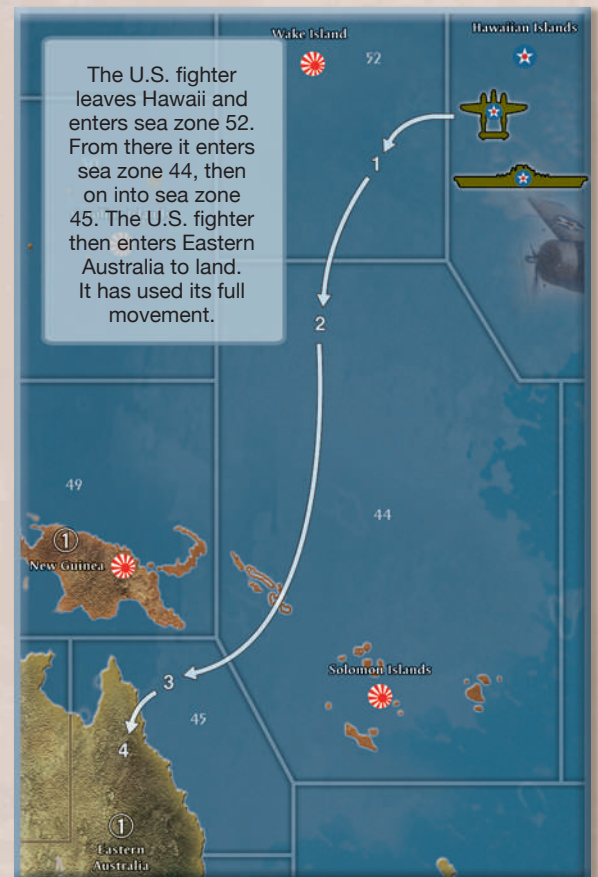 Wake Island
52
Hawaiian Islands
The U.S. fighter
leaves Hawaii and
enters sea zone 52.
From there it enters
sea zone 44, then
on into sea zone
45. The U.S. fighter
then enters Eastern
Australia to land.
It has used its full
movement.
1
2
49
44
1
New Guinea
3
Solomon Islands
45
4
1
Eastern
Australia